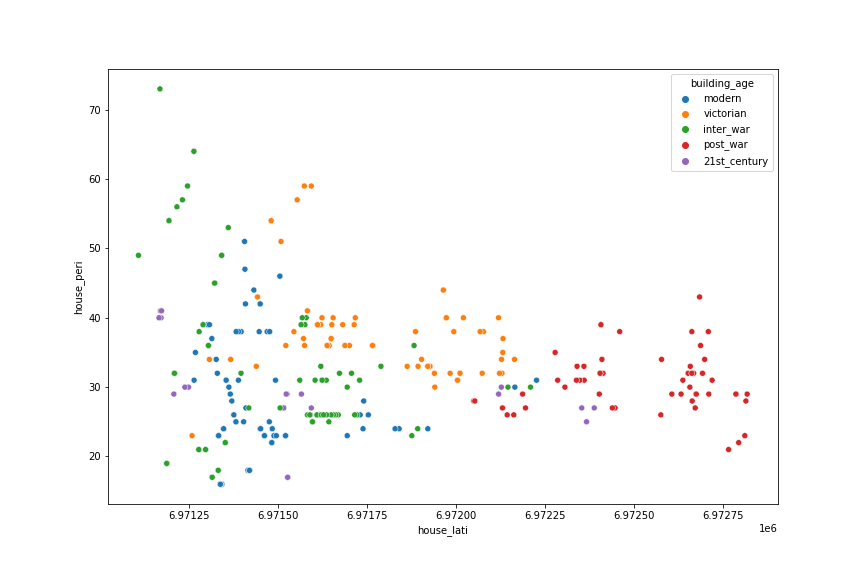 building_age
modern
victorian
inter_war
post_war
21st_century
house_peri
70
60
50
40
30
20
6.97125
6.97150
6.97175
6.97200
6.97225
6.97250
6.97275
1e6
house_lati